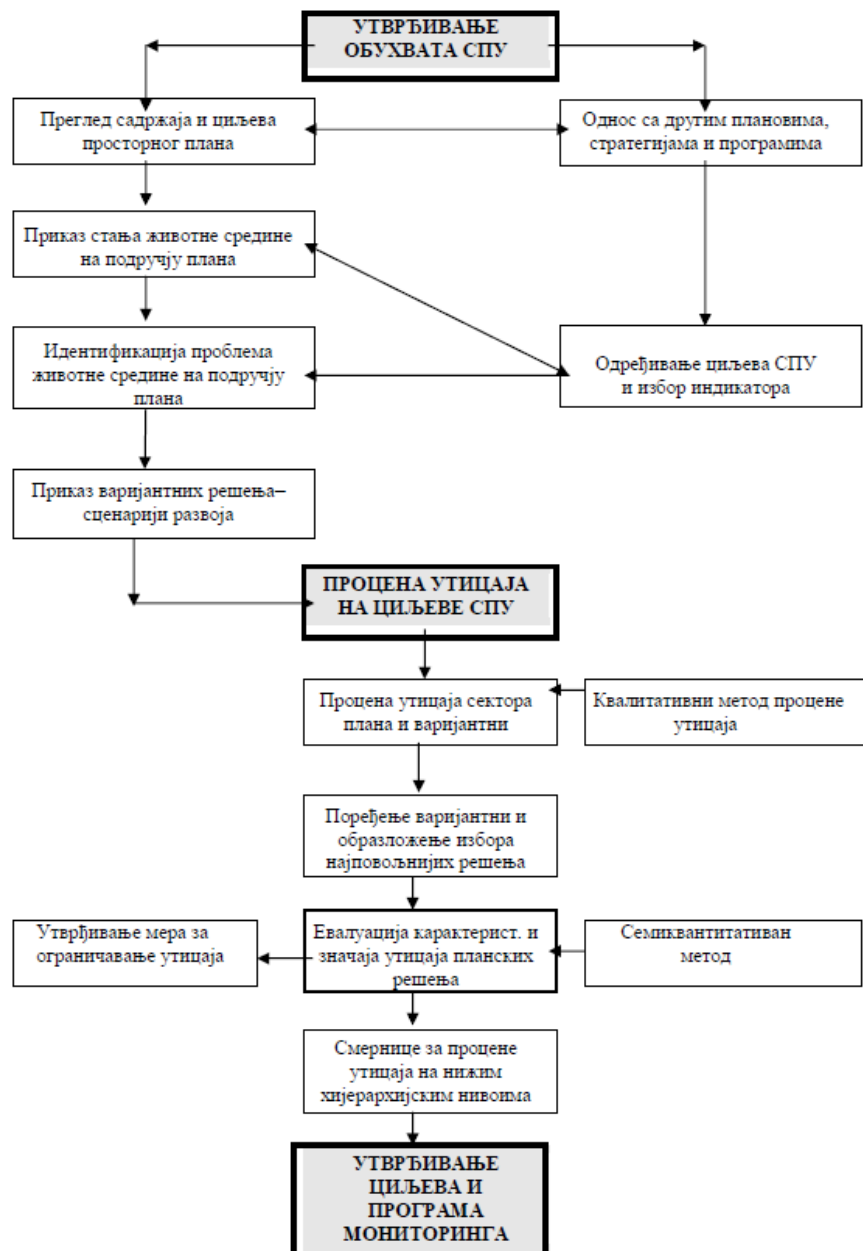 УТВРЂИВАЊЕ
ОБУХВАТА СПУ
Преглед садржаја и циљева
просторног плана
Однос са другим плановима,
стратегијама и програмима
Приказ стања животне средине
на подручју плана
Идентификација проблема
животне средине на подручју
плана
Одређивање циљева СПУ
и избор индикатора
Приказ варијантних решења–
сценарији развоја
ПРОЦЕНА УТИЦАЈА
НА ЦИЉЕВЕ СПУ
Процена утицаја сектора
плана и варијантни
Квалитативни метод процене
утицаја
Поређење варијантни и
образложење избора
најповољнијих решења
Утврђивање мера за
ограничавање утицаја
Евалуација карактерист. и
значаја утицаја планских
решења
Семиквантитативан
метод
Смернице за процене
утицаја на нижим
хијерархијским нивоима
УТВРЂИВАЊЕ
ЦИЉЕВА И
ПРОГРАМА
МОНИТОРИНГА